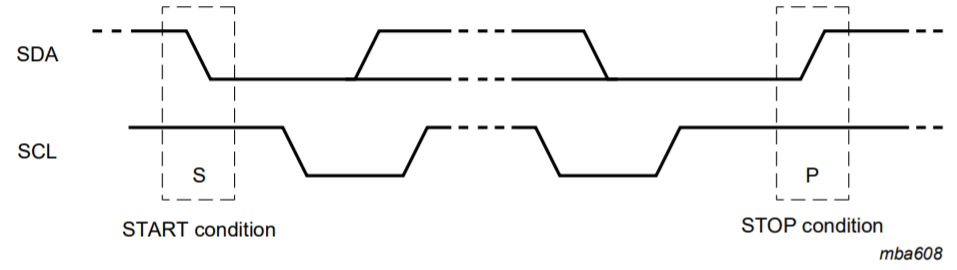 SDA
SCL
S
P
START condition
STOP condition
mba608